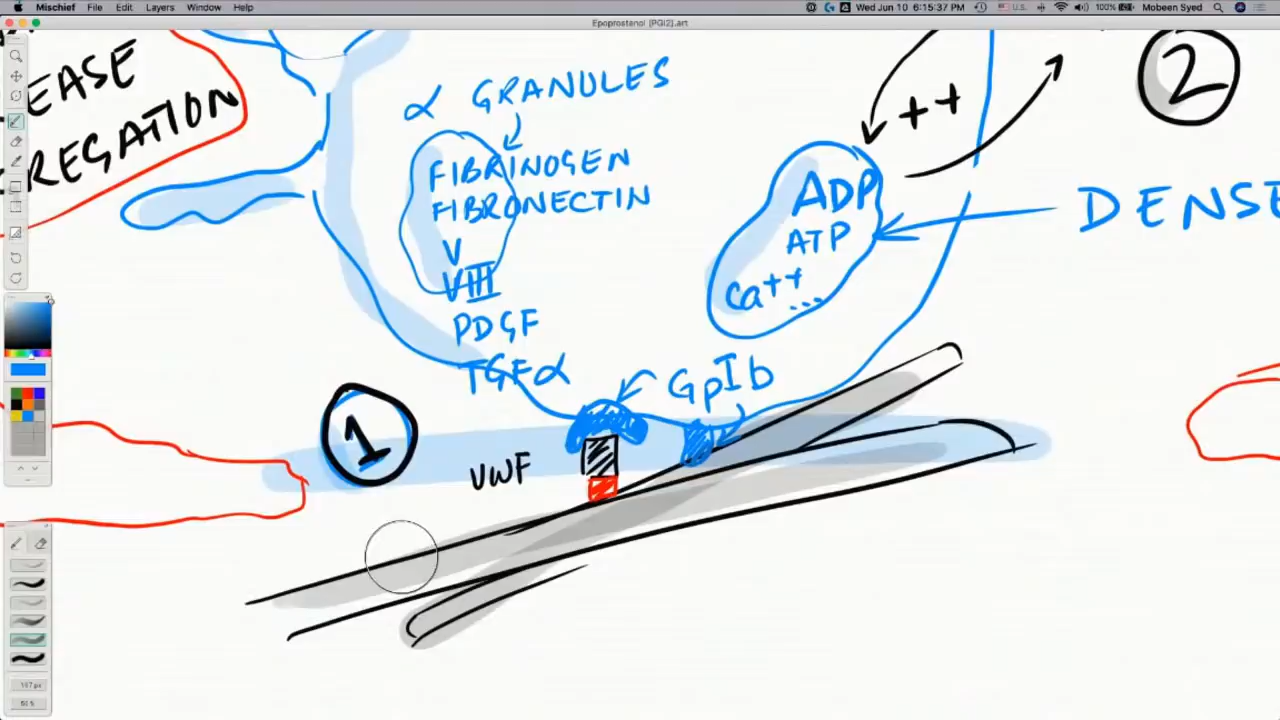 Mischief File Edit Layers Window Help
100% Wed Jun 10 6:15:37 PM U.S. Mobeen Syed
Epoprostenol [PGI2].art
EASE
REGATION
α GRANULES
FIBRINOGEN
FIBRONECTIN
V
VIII
PDGF
TGFα
++
2
ADP
ATP
Ca++
...
DENSE
GpIb
1
VWF